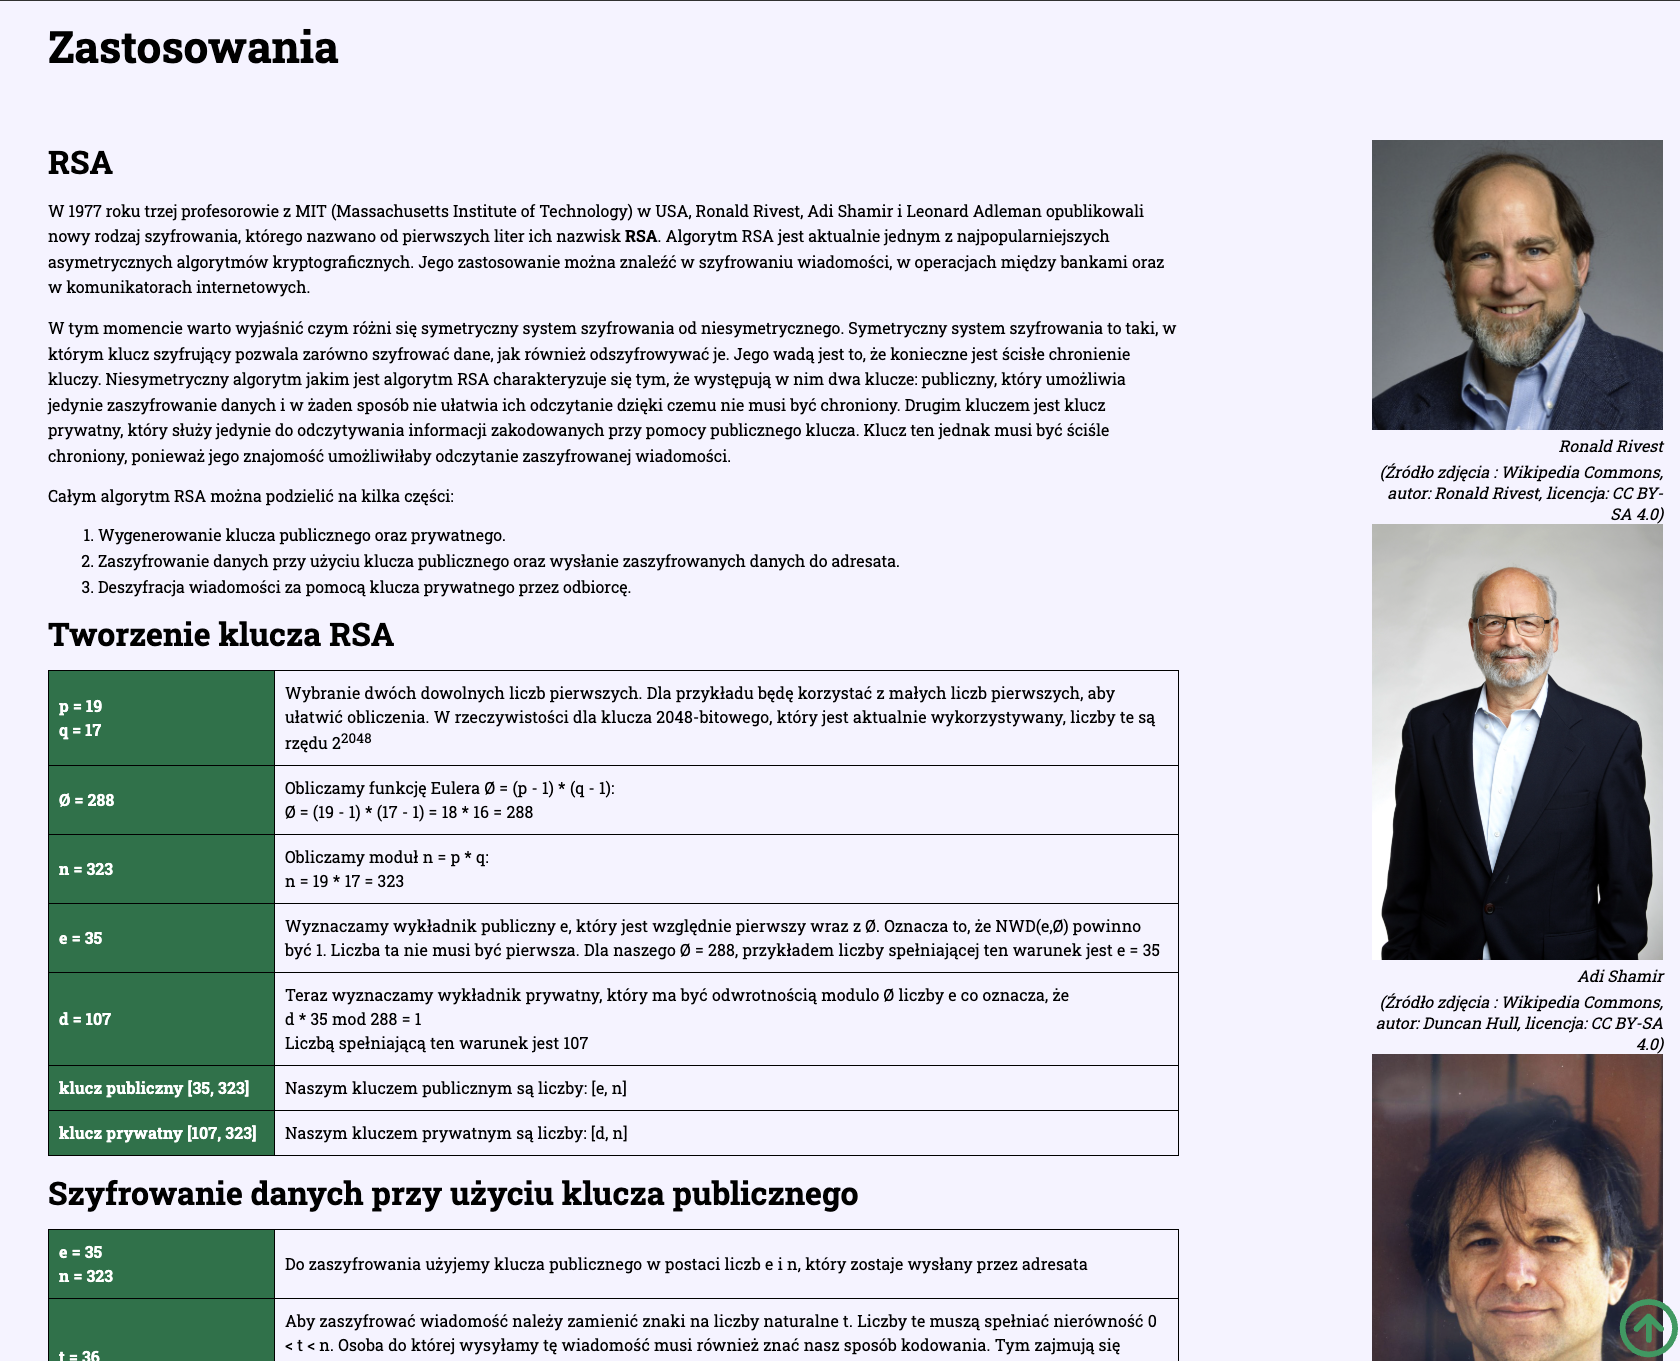 Zastosowania
RSA
W 1977 roku trzej profesorowie z MIT (Massachusetts Institute of Technology) w USA, Ronald Rivest, Adi Shamir i Leonard Adleman opublikowali
nowy rodzaj szyfrowania, którego nazwano od pierwszych liter ich nazwisk RSA. Algorytm RSA jest aktualnie jednym z najpopularniejszych
asymetrycznych algorytmów kryptograficznych. Jego zastosowanie można znaleźć w szyfrowaniu wiadomości, w operacjach między bankami oraz
w komunikatorach internetowych.
W tym momencie warto wyjaśnić czym różni się symetryczny system szyfrowania od niesymetrycznego. Symetryczny system szyfrowania to taki, w
którym klucz szyfrujący pozwala zarówno szyfrować dane, jak również odszyfrowywać je. Jego wadą jest to, że konieczne jest ścisłe chronienie
kluczy. Niesymetryczny algorytm jakim jest algorytm RSA charakteryzuje się tym, że występują w nim dwa klucze: publiczny, który umożliwia
jedynie zaszyfrowanie danych i w żaden sposób nie ułatwia ich odczytanie dzięki czemu nie musi być chroniony. Drugim kluczem jest klucz
prywatny, który służy jedynie do odczytywania informacji zakodowanych przy pomocy publicznego klucza. Klucz ten jednak musi być ściśle
chroniony, ponieważ jego znajomość umożliwiłaby odczytanie zaszyfrowanej wiadomości.
Całym algorytm RSA można podzielić na kilka części:
1. Wygenerowanie klucza publicznego oraz prywatnego.
2. Zaszyfrowanie danych przy użyciu klucza publicznego oraz wysłanie zaszyfrowanych danych do adresata.
3. Deszyfracja wiadomości za pomocą klucza prywatnego przez odbiorcę.
Tworzenie klucza RSA
p = 19
q = 17
Wybranie dwóch dowolnych liczb pierwszych. Dla przykładu będę korzystać z małych liczb pierwszych, aby
ułatwić obliczenia. W rzeczywistości dla klucza 2048-bitowego, który jest aktualnie wykorzystywany, liczby te są
rzędu 2^2048
Ø = 288
Obliczamy funkcję Eulera Ø = (p - 1) * (q - 1):
Ø = (19 - 1) * (17 - 1) = 18 * 16 = 288
n = 323
Obliczamy moduł n = p * q:
n = 19 * 17 = 323
e = 35
Wyznaczamy wykładnik publiczny e, który jest względnie pierwszy wraz z Ø. Oznacza to, że NWD(e,Ø) powinno
być 1. Liczba ta nie musi być pierwsza. Dla naszego Ø = 288, przykładem liczby spełniającej ten warunek jest e = 35
d = 107
Teraz wyznaczamy wykładnik prywatny, który ma być odwrotnością modulo Ø liczby e co oznacza, że
d * 35 mod 288 = 1
Liczbą spełniającą ten warunek jest 107
klucz publiczny [35, 323]
Naszym kluczem publicznym są liczby: [e, n]
klucz prywatny [107, 323]
Naszym kluczem prywatnym są liczby: [d, n]
Szyfrowanie danych przy użyciu klucza publicznego
e = 35
n = 323
Do zaszyfrowania użyjemy klucza publicznego w postaci liczb e i n, który zostaje wysłany przez adresata
t = 36
Aby zaszyfrować wiadomość należy zamienić znaki na liczby naturalne t. Liczby te muszą spełniać nierówność 0
< t < n. Osoba do której wysyłamy tę wiadomość musi również znać nasz sposób kodowania. Tym zajmują się
Ronald Rivest
(Źródło zdjęcia : Wikipedia Commons,
autor: Ronald Rivest, licencja: CC BY-
SA 4.0)
Adi Shamir
(Źródło zdjęcia : Wikipedia Commons,
autor: Duncan Hull, licencja: CC BY-SA
4.0)